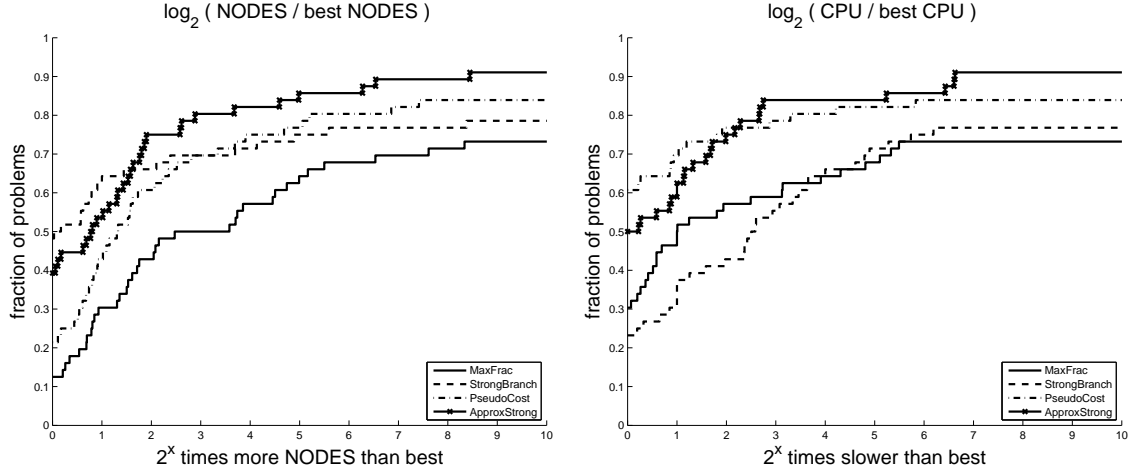 log2 ( NODES / best NODES )
1
0.9
0.8
0.7
0.6
0.5
0.4
0.3
0.2
0.1
0
fraction of problems
MaxFrac
StrongBranch
PseudoCost
ApproxStrong
0 1 2 3 4 5 6 7 8 9 10
2^x times more NODES than best
log2 ( CPU / best CPU )
1
0.9
0.8
0.7
0.6
0.5
0.4
0.3
0.2
0.1
0
fraction of problems
MaxFrac
StrongBranch
PseudoCost
ApproxStrong
0 1 2 3 4 5 6 7 8 9 10
2^x times slower than best